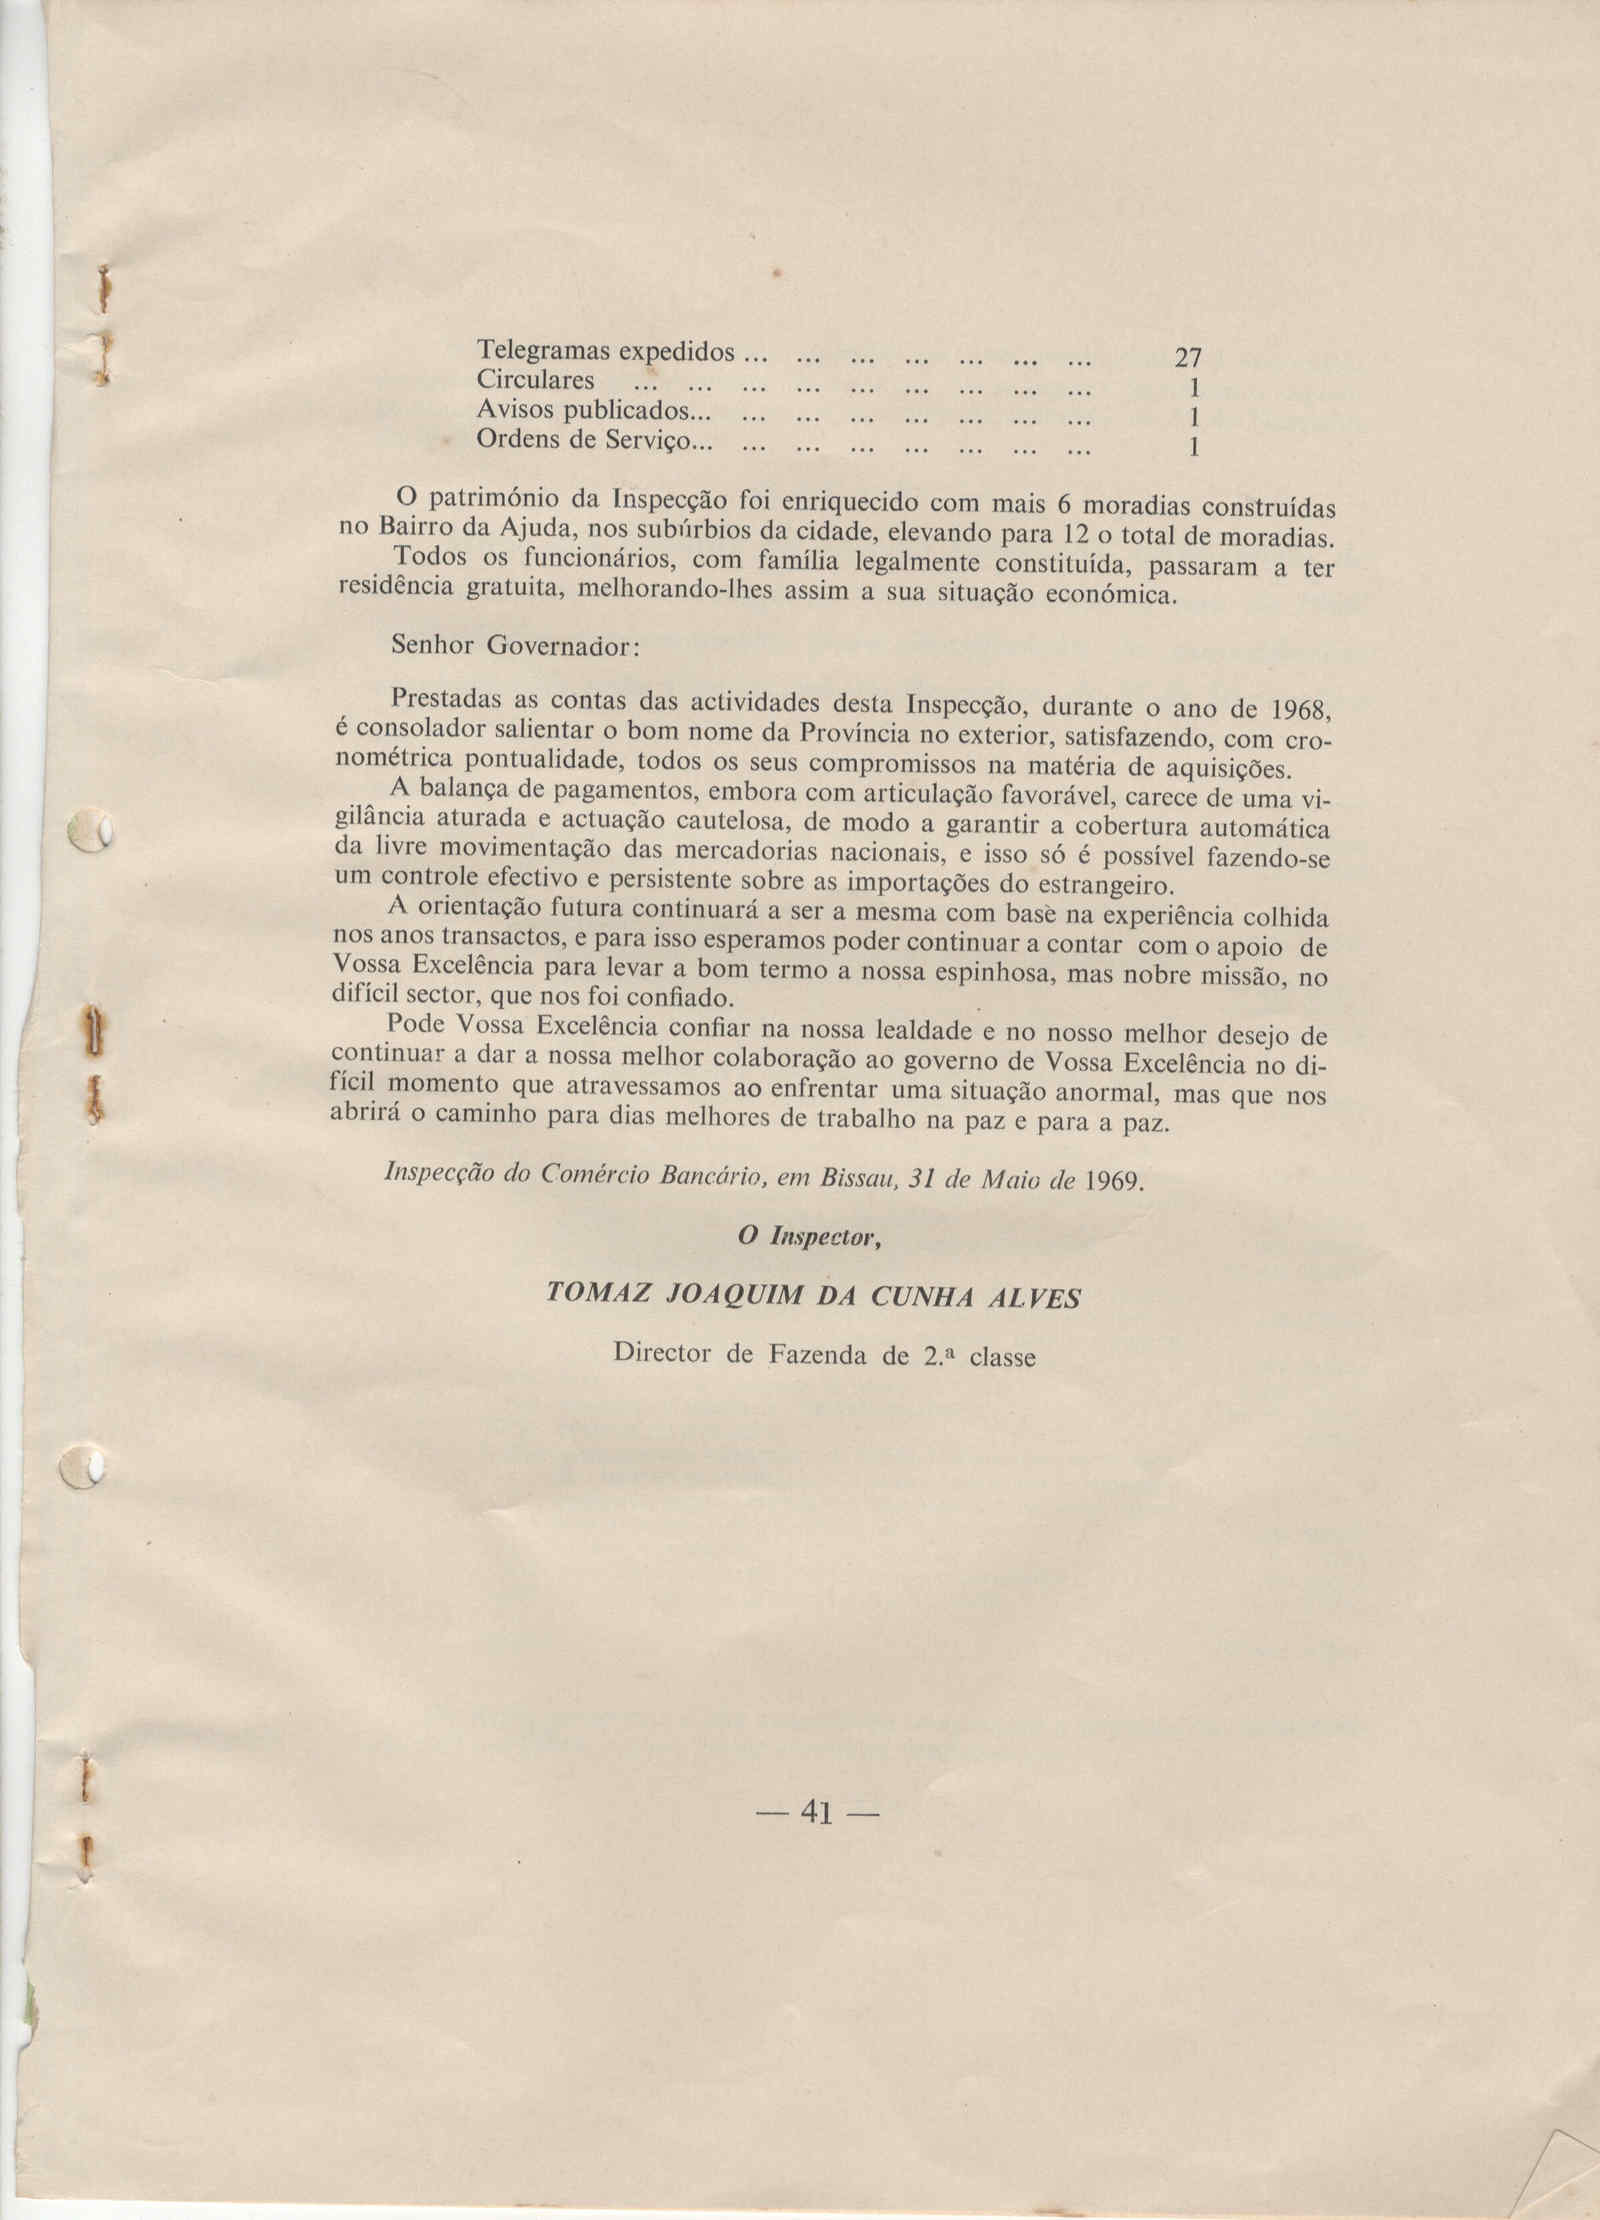 Telegramas expedidos ... ... ... ... ... ... ... 27
Circulares ... ... ... ... ... ... ... ... ... 1
Avisos publicados... ... ... ... ... ... ... ... 1
Ordens de Serviço... ... ... ... ... ... ... ... 1
O património da Inspecção foi enriquecido com mais 6 moradias construídas
no Bairro da Ajuda, nos subúrbios da cidade, elevando para 12 o total de moradias.
Todos os funcionários, com família legalmente constituída, passaram a ter
residência gratuita, melhorando-lhes assim a sua situação económica.
Senhor Governador:
Prestadas as contas das actividades desta Inspecção, durante o ano de 1968,
é consolador salientar o bom nome da Província no exterior, satisfazendo, com cro-
nométrica pontualidade, todos os seus compromissos na matéria de aquisições.
A balança de pagamentos, embora com articulação favorável, carece de uma vi-
gilância aturada e actuação cautelosa, de modo a garantir a cobertura automática
da livre movimentação das mercadorias nacionais, e isso só é possível fazendo-se
um controle efectivo e persistente sobre as importações do estrangeiro.
A orientação futura continuará a ser a mesma com base na experiência colhida
nos anos transactos, e para isso esperamos poder continuar a contar com o apoio de
Vossa Excelência para levar a bom termo a nossa espinhosa, mas nobre missão, no
difícil sector, que nos foi confiado.
Pode Vossa Excelência confiar na nossa lealdade e no nosso melhor desejo de
continuar a dar a nossa melhor colaboração ao governo de Vossa Excelência no di-
fícil momento que atravessamos ao enfrentar uma situação anormal, mas que nos
abrirá o caminho para dias melhores de trabalho na paz e para a paz.
Inspecção do Comércio Bancário, em Bissau, 31 de Maio de 1969.
O Inspector,
TOMAZ JOAQUIM DA CUNHA ALVES
Director de Fazenda de 2.ª classe
— 41 —